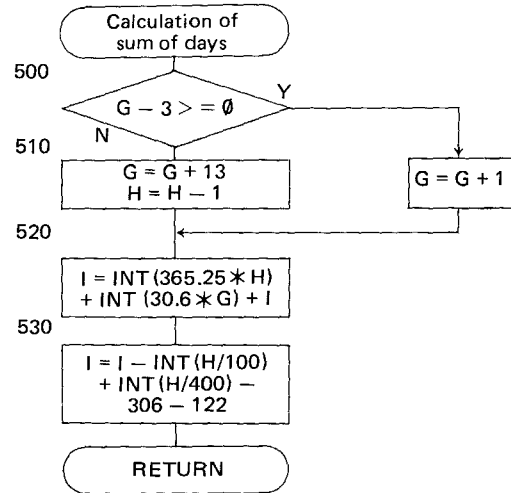 Calculation of
sum of days
500
Y
G − 3 > = Ø
N
510
G = G + 13
H = H − 1
G = G + 1
520
I = INT (365.25 ∗ H)
+ INT (30.6 ∗ G) + I
530
I = I − INT (H/100)
+ INT (H/400) −
306 − 122
RETURN